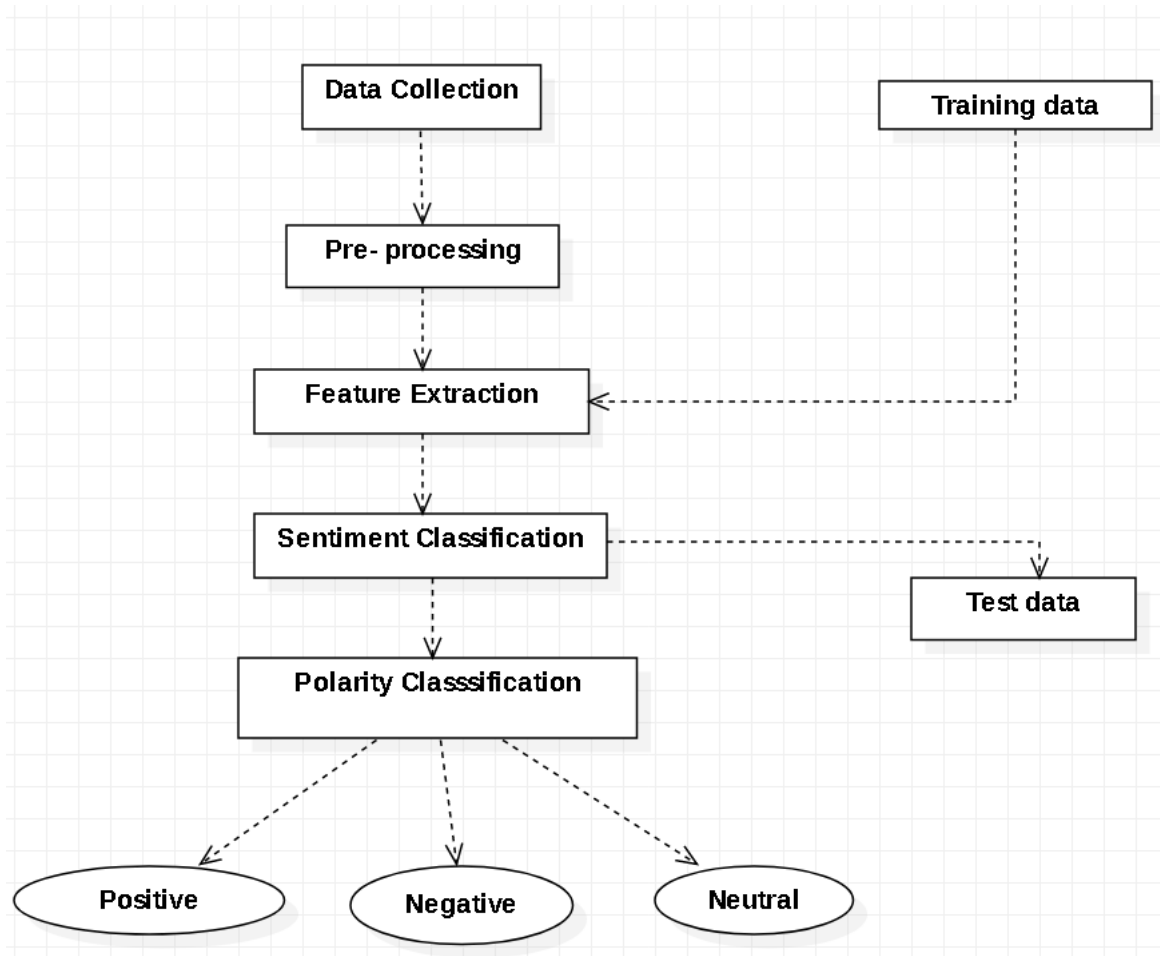 Data Collection
Training data
Pre- processing
Feature Extraction
Sentiment Classification
Test data
Polarity Classsification
Positive
Negative
Neutral